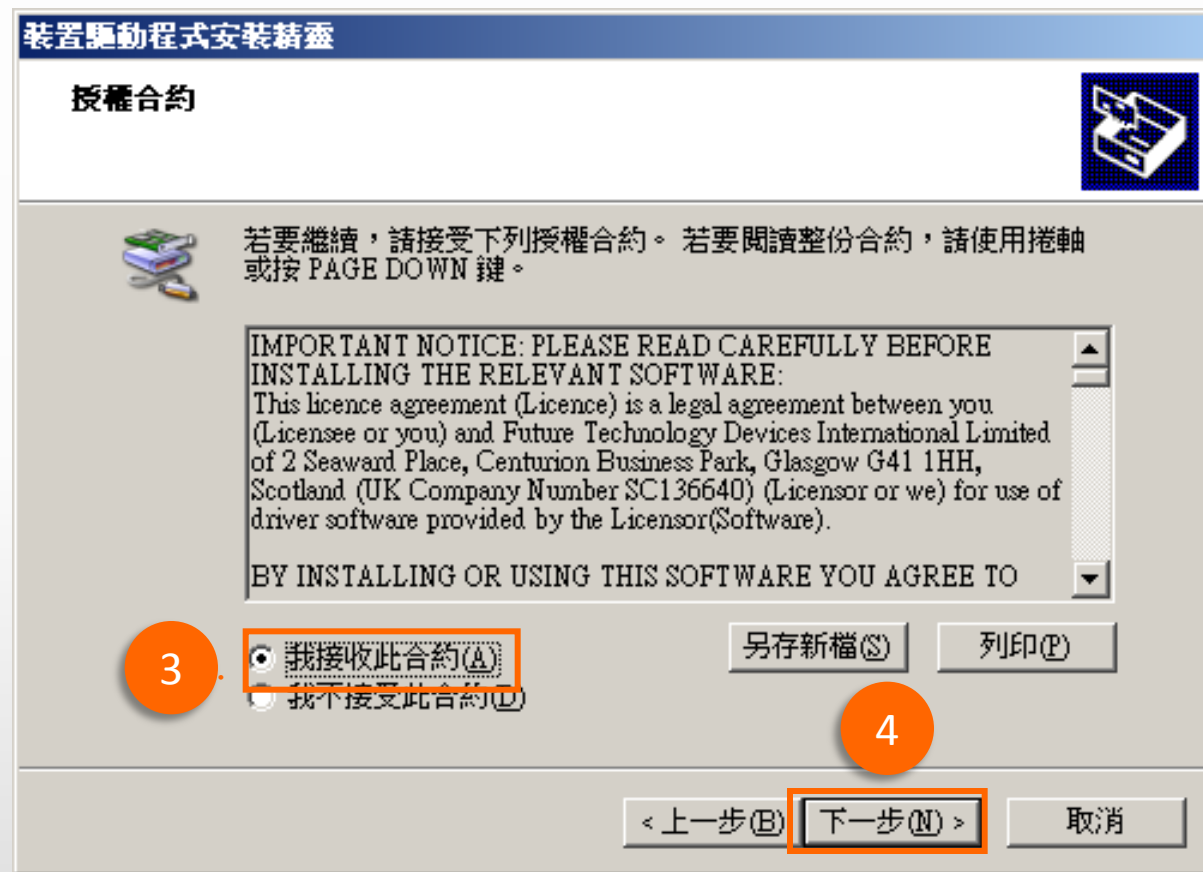 裝置驅動程式安裝精靈
授權合約
若要繼續，請接受下列授權合約。 若要閱讀整份合約，請使用捲軸
或按 PAGE DOWN 鍵。
IMPORTANT NOTICE: PLEASE READ CAREFULLY BEFORE
INSTALLING THE RELEVANT SOFTWARE:
This licence agreement (Licence) is a legal agreement between you
(Licensee or you) and Future Technology Devices International Limited
of 2 Seaward Place, Centurion Business Park, Glasgow G41 1HH,
Scotland (UK Company Number SC136640) (Licensor or we) for use of
driver software provided by the Licensor(Software).
BY INSTALLING OR USING THIS SOFTWARE YOU AGREE TO
3. 我接收此合約(A) 另存新檔(S) 列印(P)
我不接受此合約(D)
4
<上一步(B) 下一步(N) > 取消